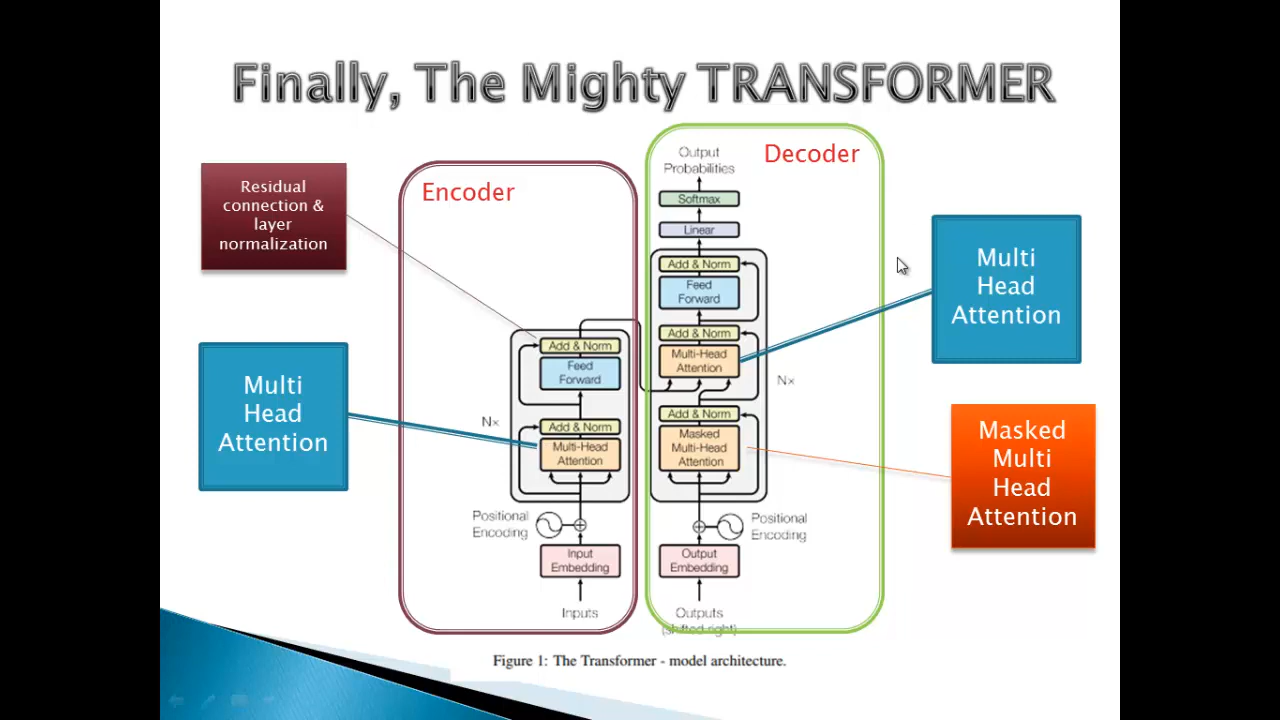 Finally, The Mighty TRANSFORMER
Residual
connection &
layer
normalization
Multi
Head
Attention
Encoder
Add & Norm
Feed
Forward
Nx
Add & Norm
Multi-Head
Attention
Positional
Encoding
Input
Embedding
Inputs
Decoder
Output
Probabilities
Softmax
Linear
Add & Norm
Feed
Forward
Add & Norm
Multi-Head
Attention
Nx
Add & Norm
Masked
Multi-Head
Attention
Positional
Encoding
Output
Embedding
Outputs
(shifted right)
Multi
Head
Attention
Masked
Multi
Head
Attention
Figure 1: The Transformer - model architecture.